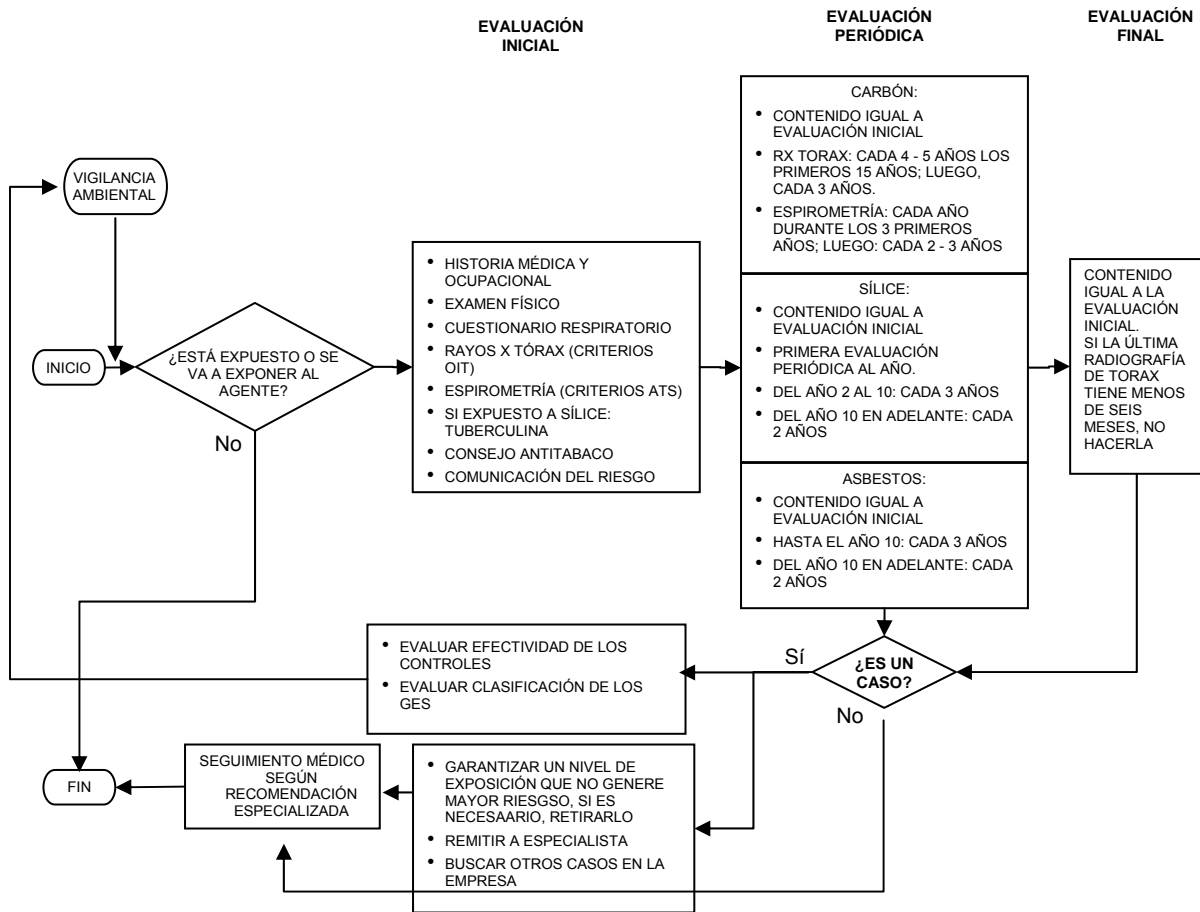 EVALUACIÓN
INICIAL
EVALUACIÓN
PERIÓDICA
EVALUACIÓN
FINAL
VIGILANCIA
AMBIENTAL
INICIO
¿ESTÁ EXPUESTO O SE
VA A EXPONER AL
AGENTE?
No
• HISTORIA MÉDICA Y
OCUPACIONAL
• EXAMEN FÍSICO
• CUESTIONARIO RESPIRATORIO
• RAYOS X TÓRAX (CRITERIOS
OIT)
• ESPIROMETRÍA (CRITERIOS ATS)
• SI EXPUESTO A SÍLICE:
TUBERCULINA
• CONSEJO ANTITABACO
• COMUNICACIÓN DEL RIESGO
CARBÓN:
• CONTENIDO IGUAL A
EVALUACIÓN INICIAL
• RX TORAX: CADA 4 - 5 AÑOS LOS
PRIMEROS 15 AÑOS; LUEGO,
CADA 3 AÑOS.
• ESPIROMETRÍA: CADA AÑO
DURANTE LOS 3 PRIMEROS
AÑOS; LUEGO: CADA 2 - 3 AÑOS
SÍLICE:
• CONTENIDO IGUAL A
EVALUACIÓN INICIAL
• PRIMERA EVALUACIÓN
PERIÓDICA AL AÑO.
• DEL AÑO 2 AL 10: CADA 3 AÑOS
• DEL AÑO 10 EN ADELANTE: CADA
2 AÑOS
ASBESTOS:
• CONTENIDO IGUAL A
EVALUACIÓN INICIAL
• HASTA EL AÑO 10: CADA 3 AÑOS
• DEL AÑO 10 EN ADELANTE: CADA
2 AÑOS
CONTENIDO
IGUAL A LA
EVALUACIÓN
INICIAL.
SI LA ÚLTIMA
RADIOGRAFÍA
DE TORAX
TIENE MENOS
DE SEIS
MESES, NO
HACERLA
¿ES UN
CASO?
Sí
No
• EVALUAR EFECTIVIDAD DE LOS
CONTROLES
• EVALUAR CLASIFICACIÓN DE LOS
GES
• GARANTIZAR UN NIVEL DE
EXPOSICIÓN QUE NO GENERE
MAYOR RIESGSO, SI ES
NECESAARIO, RETIRARLO
• REMITIR A ESPECIALISTA
• BUSCAR OTROS CASOS EN LA
EMPRESA
SEGUIMIENTO MÉDICO
SEGÚN
RECOMENDACIÓN
ESPECIALIZADA
FIN